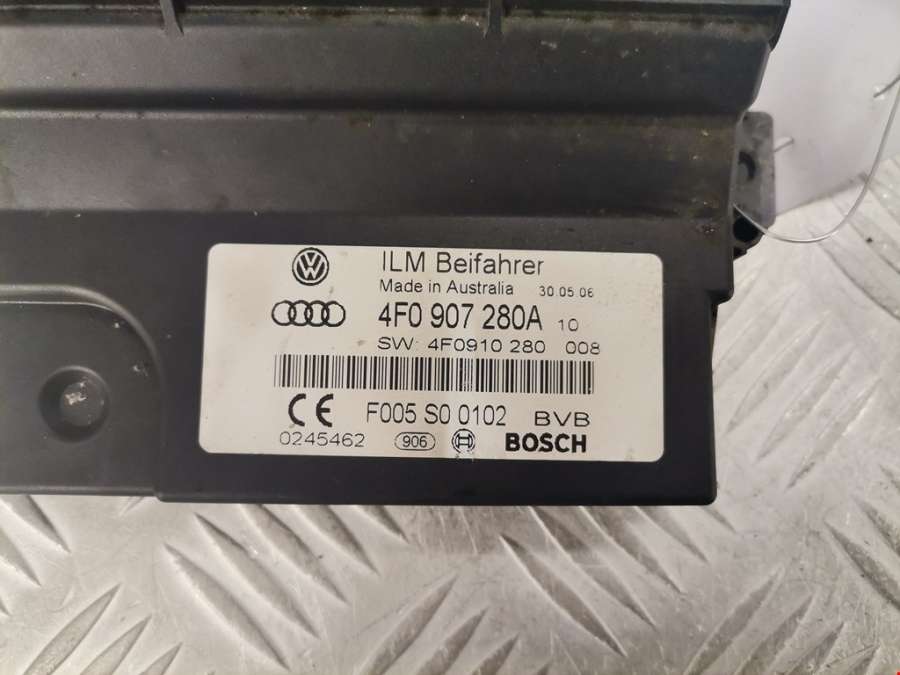 ILM Beifahrer
Made in Australia 30.05.06
4F0 907 280A 10
SW: 4F0910 280 008
CE F005 S0 0102 BVB
0245462 906 BOSCH